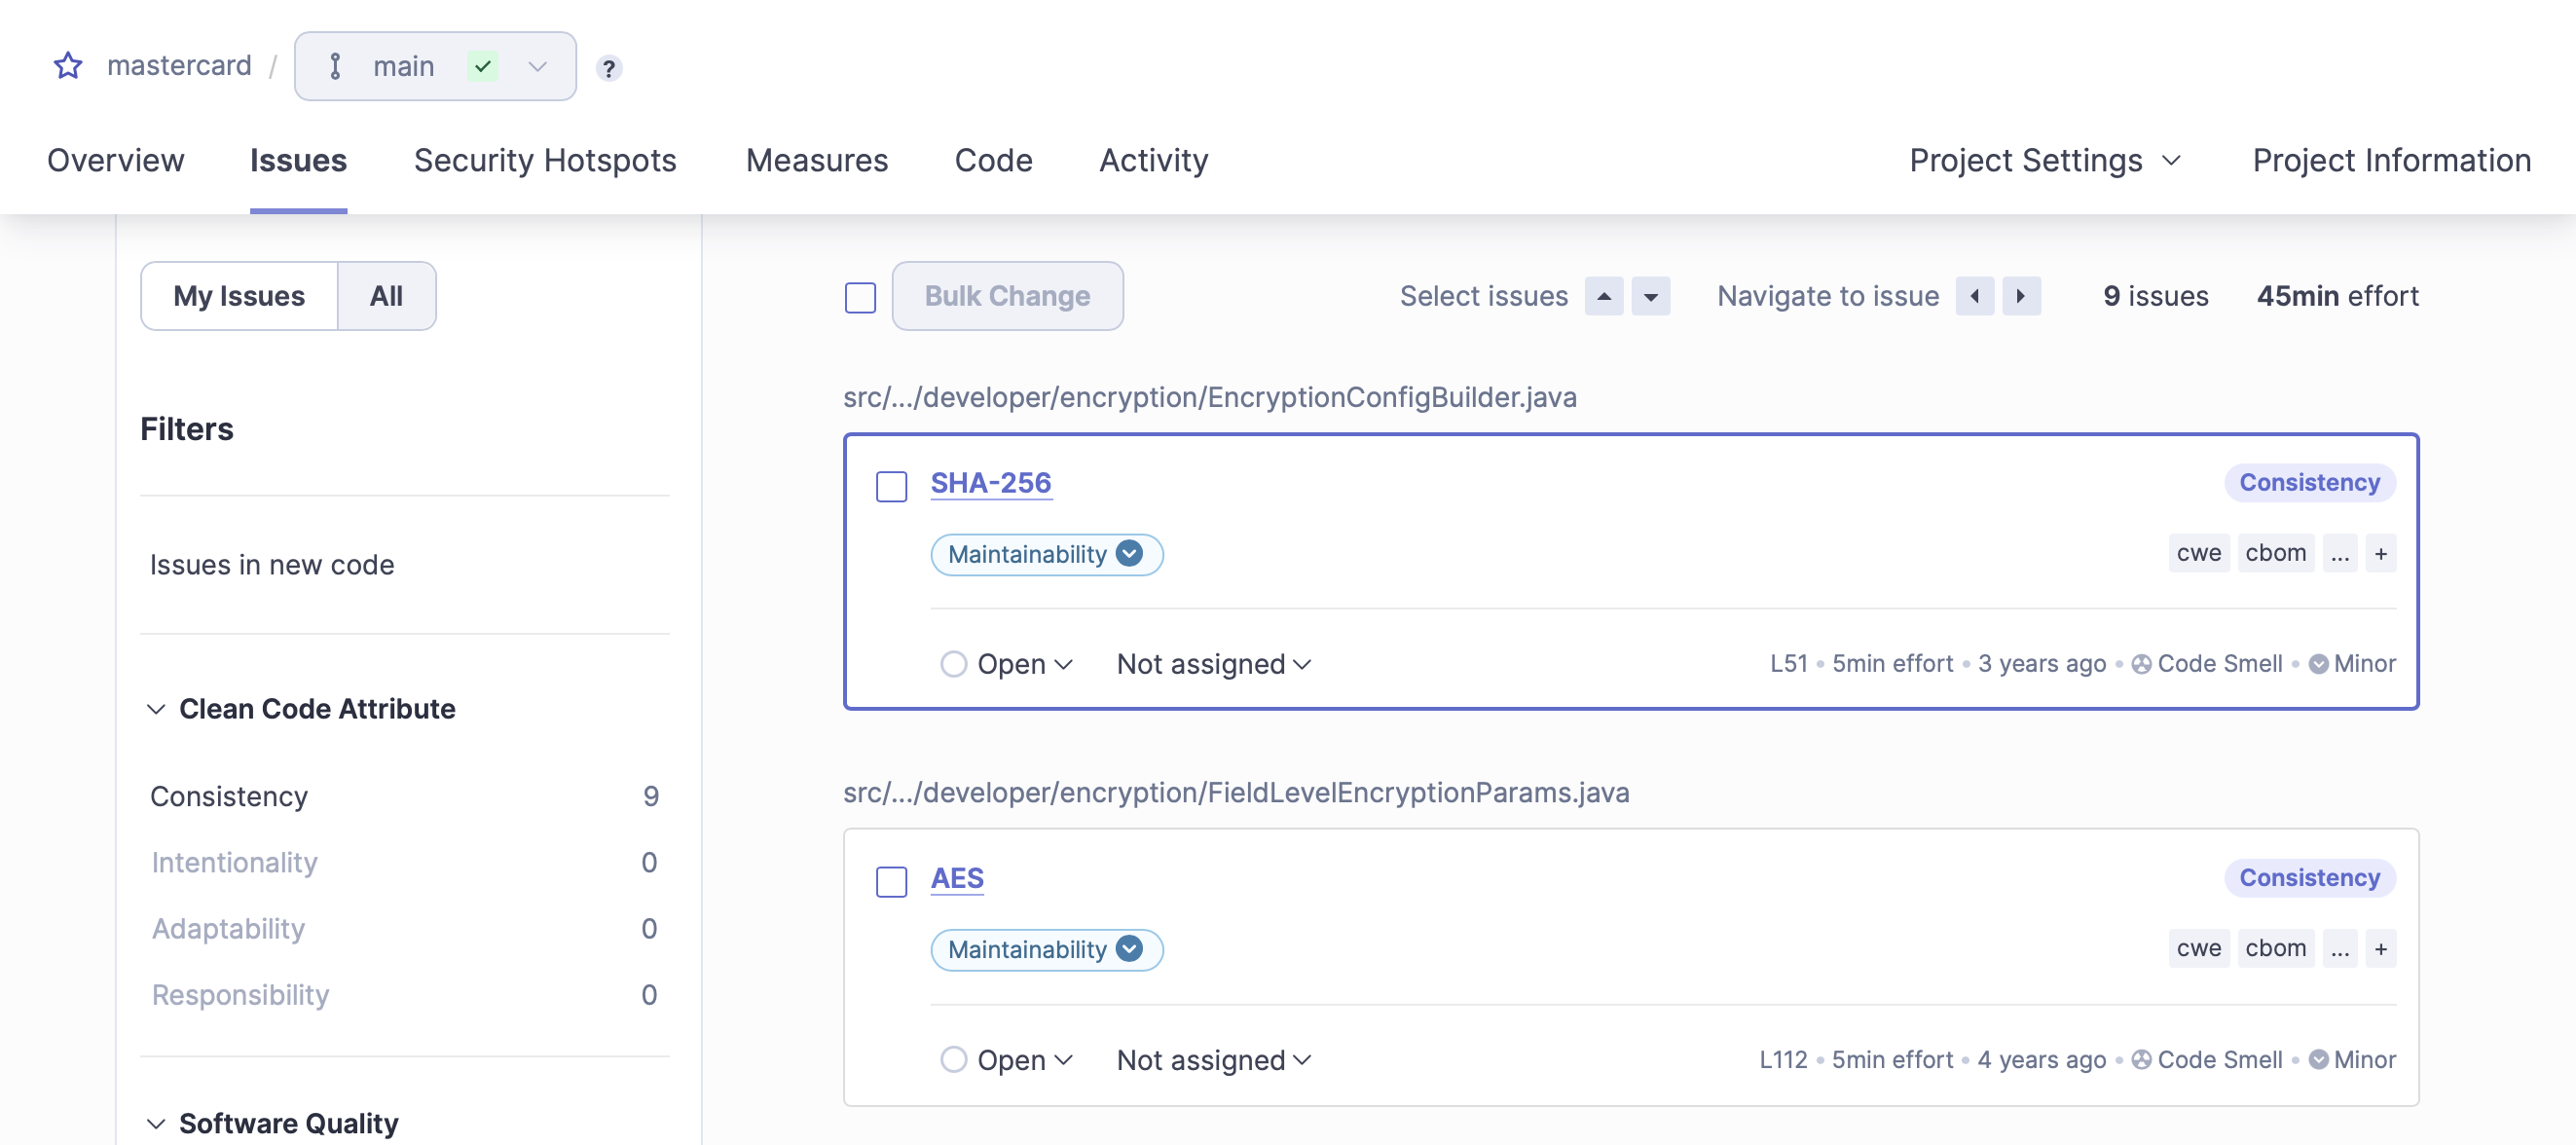 mastercard / main ?
Overview Issues Security Hotspots Measures Code Activity Project Settings Project Information
My Issues All
Filters
Issues in new code
Clean Code Attribute
Consistency 9
Intentionality 0
Adaptability 0
Responsibility 0
Software Quality
Bulk Change Select issues Navigate to issue 9 issues 45min effort
src/.../developer/encryption/EncryptionConfigBuilder.java
SHA-256 Consistency
Maintainability cwe cbom ... +
Open Not assigned L51 • 5min effort • 3 years ago • Code Smell • Minor
src/.../developer/encryption/FieldLevelEncryptionParams.java
AES Consistency
Maintainability cwe cbom ... +
Open Not assigned L112 • 5min effort • 4 years ago • Code Smell • Minor